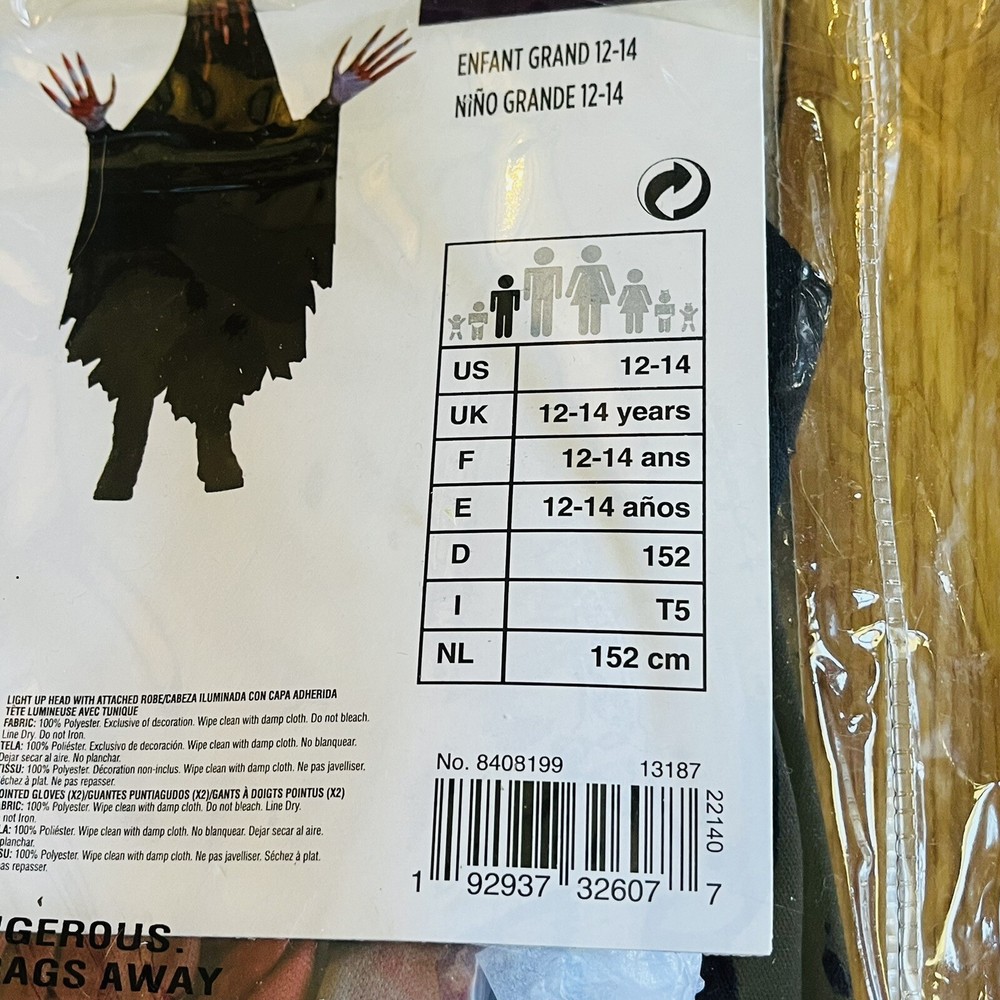 ENFANT GRAND 12-14
NIÑO GRANDE 12-14
US 12-14
UK 12-14 years
F 12-14 ans
E 12-14 años
D 152
I T5
NL 152 cm
LIGHT UP HEAD WITH ATTACHED ROBE/CABEZA ILUMINADA CON CAPA ADHERIDA
TÊTE LUMINEUSE AVEC TUNIQUE
FABRIC: 100% Polyester. Exclusive of decoration. Wipe clean with damp cloth. Do not bleach.
Line Dry. Do not Iron.
TELA: 100% Poliéster. Exclusivo de decoración. Wipe clean with damp cloth. No blanquear.
Dejar secar al aire. No planchar.
TISSU: 100% Polyester. Décoration non-inclus. Wipe clean with damp cloth. Ne pas javelliser.
Séchez à plat. Ne pas repasser.
OINTED GLOVES (X2)/GUANTES PUNTIAGUDOS (X2)/GANTS À DOIGTS POINTUS (X2)
BRIC: 100% Polyester. Wipe clean with damp cloth. Do not bleach. Line Dry.
not Iron.
LA: 100% Poliéster. Wipe clean with damp cloth. No blanquear. Dejar secar al aire.
planchar.
SU: 100% Polyester. Wipe clean with damp cloth. Ne pas javelliser. Séchez à plat.
as repasser.
No. 8408199 13187
22140
1 92937 32607 7
GEROUS.
AGS AWAY